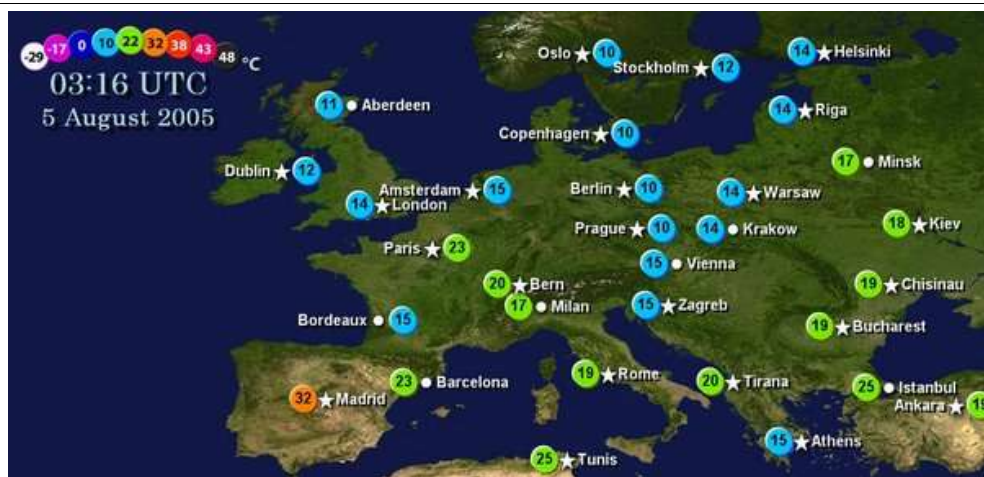 -29 -17 0 10 22 32 38 43 48 °C
03:16 UTC
5 August 2005
Oslo 10
14 Helsinki
Stockholm 12
11 Aberdeen
14 Riga
Copenhagen 10
17 Minsk
Dublin 12
Amsterdam 15
Berlin 10
14 Warsaw
14 London
18 Kiev
Prague 10
14 Krakow
Paris 23
15 Vienna
20 Bern
19 Chisinau
17 Milan
15 Zagreb
Bordeaux 15
19 Bucharest
19 Rome
20 Tirana
23 Barcelona
25 Istanbul
32 Madrid
Ankara 19
15 Athens
25 Tunis